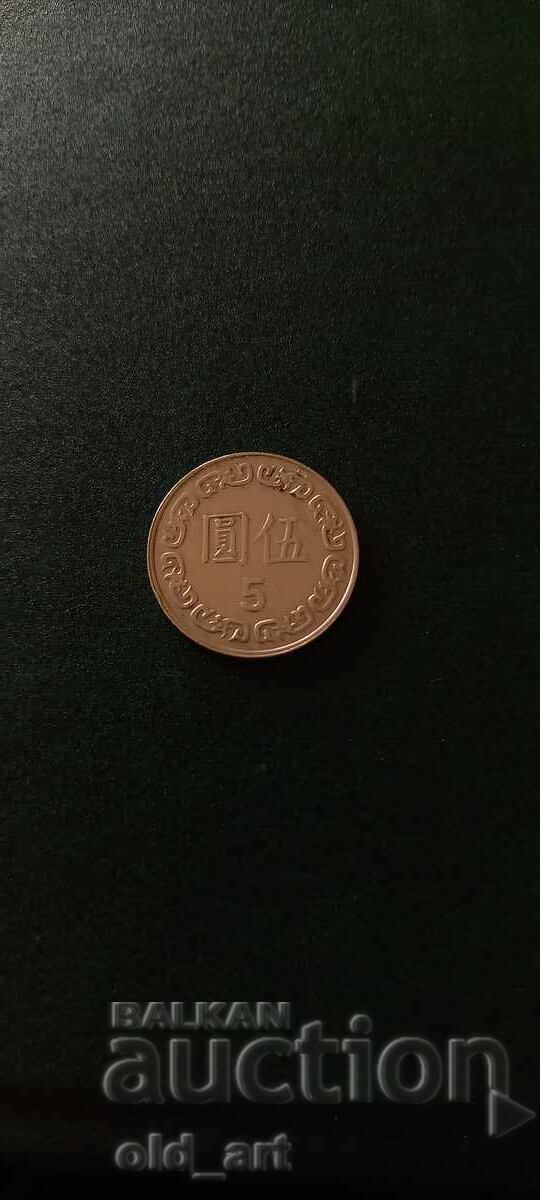 圓伍
5
BALKAN
auction
old_art